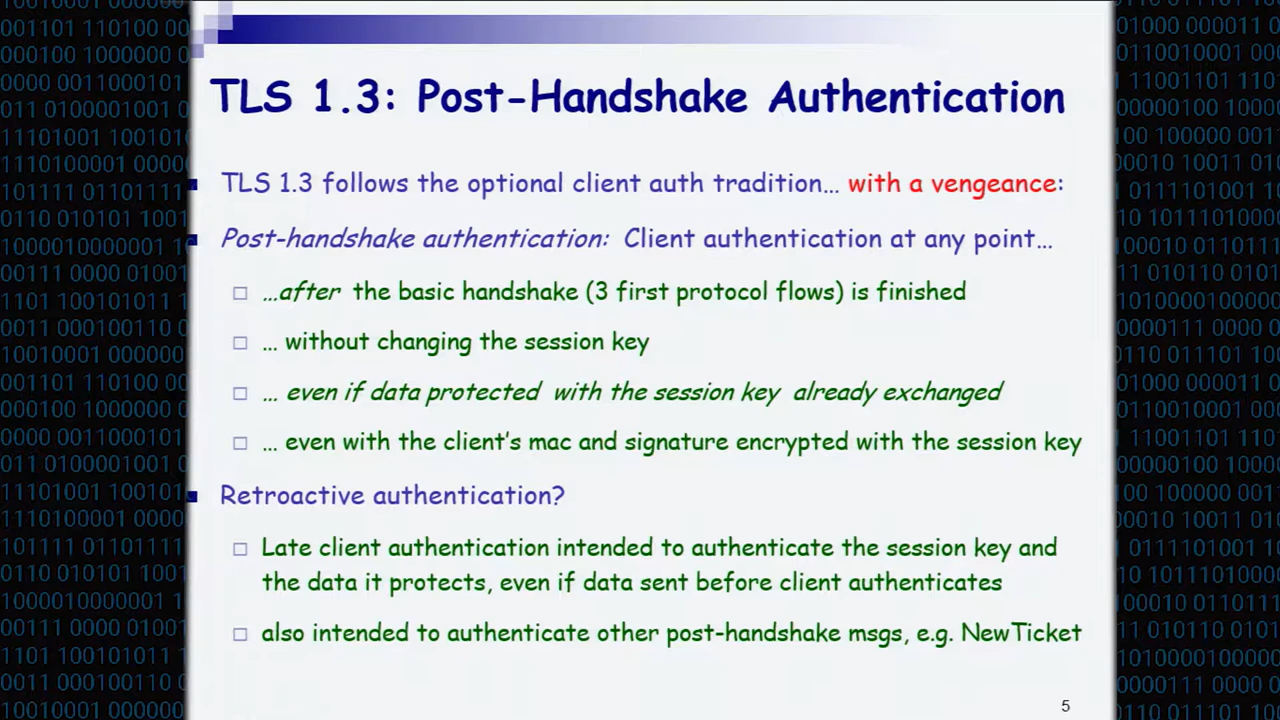 TLS 1.3: Post-Handshake Authentication
TLS 1.3 follows the optional client auth tradition… with a vengeance:
Post-handshake authentication: Client authentication at any point…
…after the basic handshake (3 first protocol flows) is finished
… without changing the session key
… even if data protected with the session key already exchanged
… even with the client's mac and signature encrypted with the session key
Retroactive authentication?
Late client authentication intended to authenticate the session key and
the data it protects, even if data sent before client authenticates
also intended to authenticate other post-handshake msgs, e.g. NewTicket
5